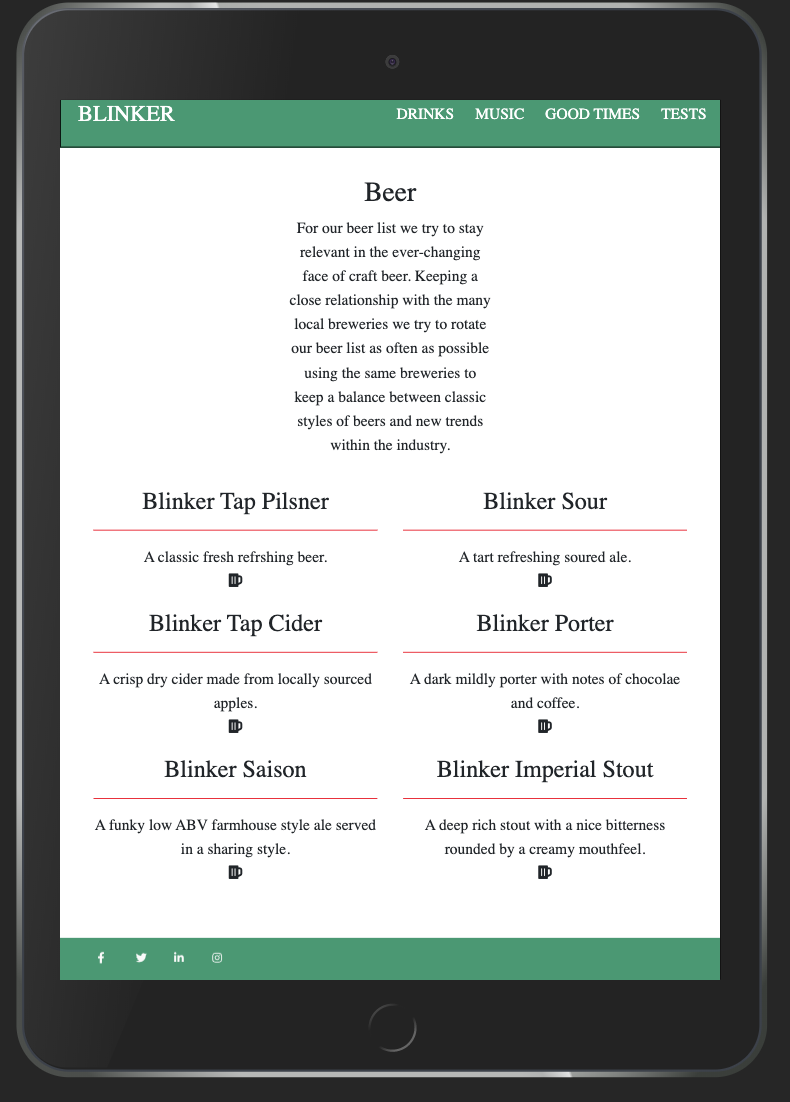 BLINKER
DRINKS MUSIC GOOD TIMES TESTS
Beer
For our beer list we try to stay
relevant in the ever-changing
face of craft beer. Keeping a
close relationship with the many
local breweries we try to rotate
our beer list as often as possible
using the same breweries to
keep a balance between classic
styles of beers and new trends
within the industry.
Blinker Tap Pilsner
A classic fresh refrshing beer.
Blinker Sour
A tart refreshing soured ale.
Blinker Tap Cider
A crisp dry cider made from locally sourced
apples.
Blinker Porter
A dark mildly porter with notes of chocolae
and coffee.
Blinker Saison
A funky low ABV farmhouse style ale served
in a sharing style.
Blinker Imperial Stout
A deep rich stout with a nice bitterness
rounded by a creamy mouthfeel.